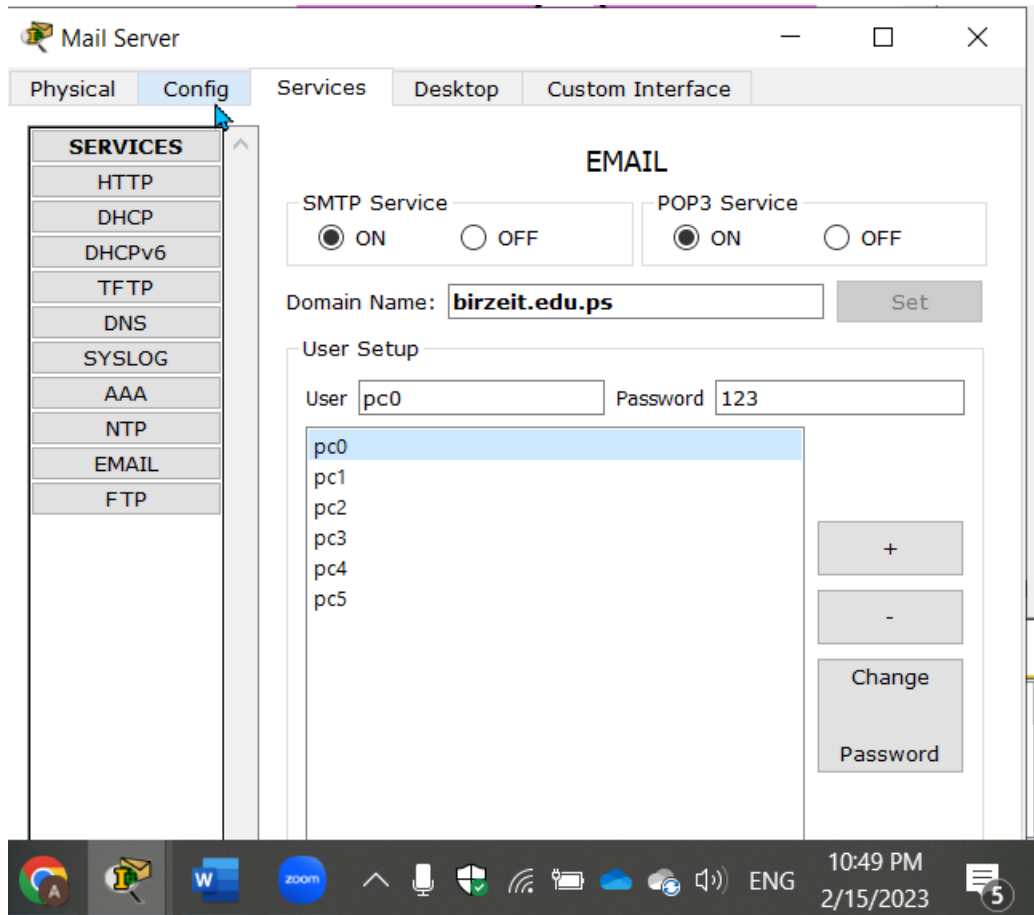 Mail Server
Physical Config Services Desktop Custom Interface
SERVICES
HTTP
DHCP
DHCPv6
TFTP
DNS
SYSLOG
AAA
NTP
EMAIL
FTP
EMAIL
SMTP Service
ON OFF
POP3 Service
ON OFF
Domain Name: birzeit.edu.ps Set
User Setup
User pc0 Password 123
pc0
pc1
pc2
pc3
pc4
pc5
+
-
Change
Password
A
W
zoom
ENG
10:49 PM
2/15/2023
5